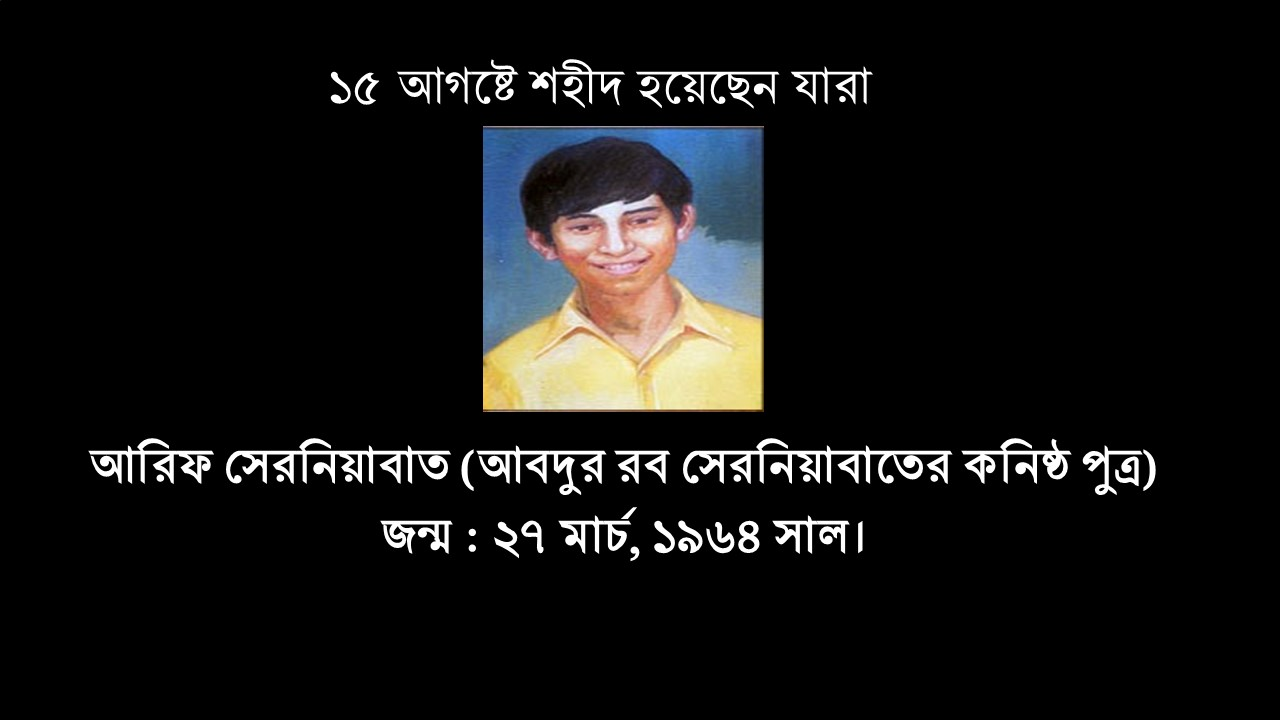 ১৫ আগষ্টে শহীদ হয়েছেন যারা
আরিফ সেরনিয়াবাত (আবদুর রব সেরনিয়াবাতের কনিষ্ঠ পুত্র)
জন্ম : ২৭ মার্চ, ১৯৬৪ সাল।